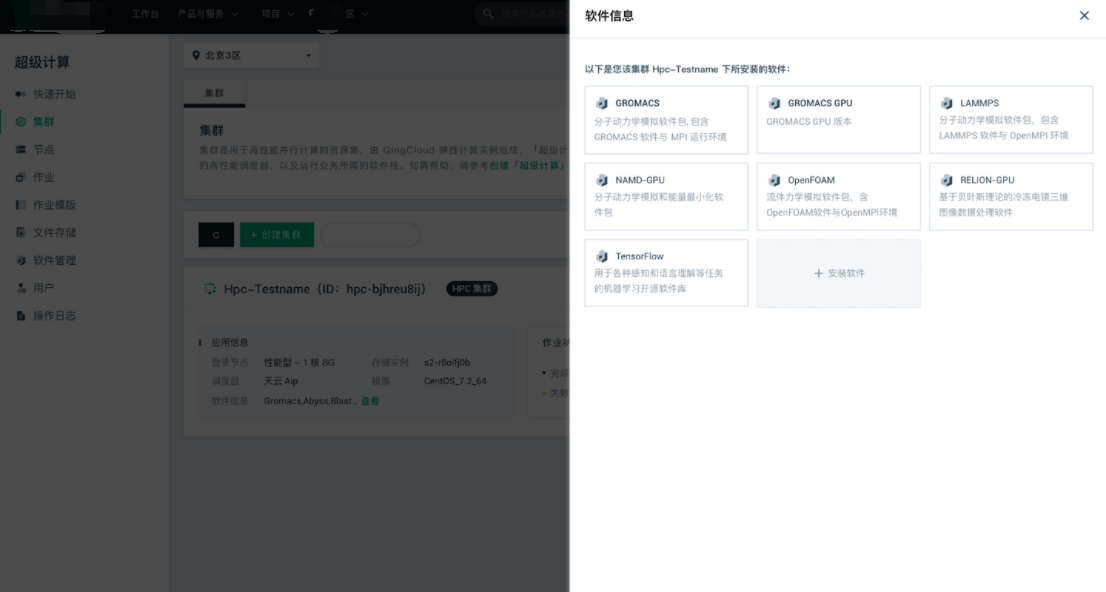 工作台 产品与服务 项目 区
超级计算
快速开始
集群
节点
作业
作业模版
文件存储
软件管理
用户
操作日志
北京3区
集群
集群
集群是用于高性能并行计算的资源集，由 QingCloud 弹性计算实例组成，「超级计
的高性能调度器，以及运行业务所需的软件栈。如需帮助，请参考创建「超级计算」
+ 创建集群
Hpc-Testname（ID：hpc-bjhreu8ij） HPC 集群
应用信息
登录节点 性能型 - 1 核 8G 存储实例 s2-r8olfj0b
调度器 天云 Aip 镜像 CentOS_7.2_64
软件信息 Gromacs,Abyss,Blast... 查看
作业状
完成
失败
软件信息
以下是您该集群 Hpc-Testname 下所安装的软件：
GROMACS
分子动力学模拟软件包, 包含
GROMACS 软件与 MPI 运行环境
GROMACS GPU
GROMACS GPU 版本
LAMMPS
分子动力学模拟软件包，包含
LAMMPS 软件与 OpenMPI 环境
NAMD-GPU
分子动力学模拟和能量最小化软
件包
OpenFOAM
流体力学模拟软件包，含
OpenFOAM软件与OpenMPI环境
RELION-GPU
基于贝叶斯理论的冷冻电镜三维
图像数据处理软件
TensorFlow
用于各种感知和语言理解等任务
的机器学习开源软件库
+ 安装软件